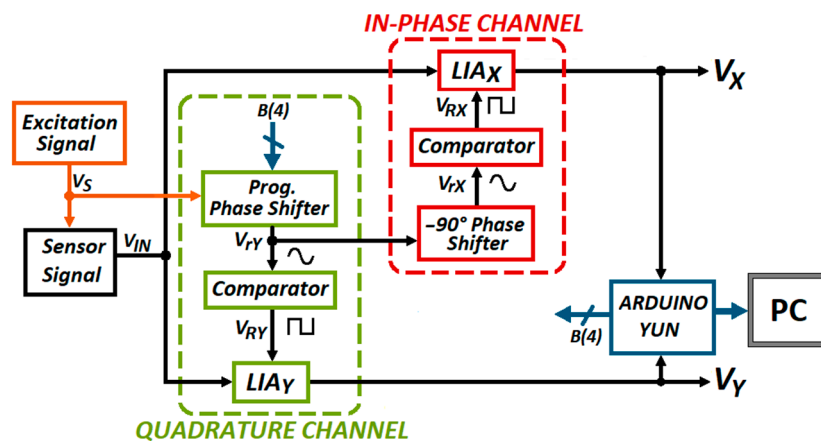 IN-PHASE CHANNEL
LIAX
VX
VRX
B(4)
Excitation
Signal
Comparator
VrX
VS
Prog.
Phase Shifter
–90° Phase
Shifter
Sensor
Signal
VIN
VrY
Comparator
ARDUINO
YUN
PC
B(4)
VRY
LIAY
VY
QUADRATURE CHANNEL